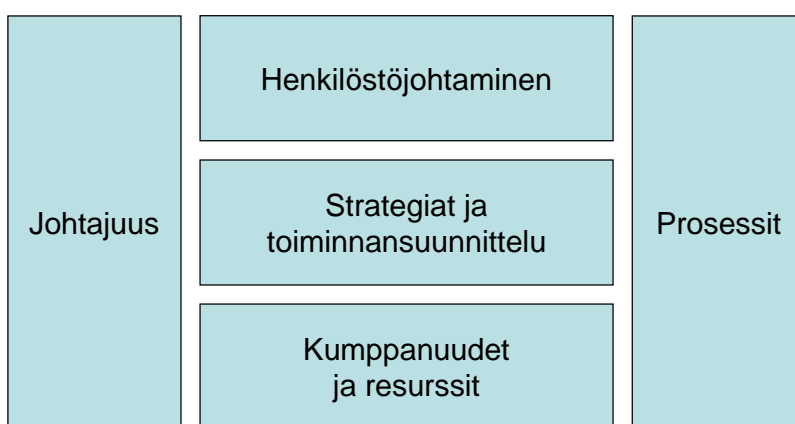 Henkilöstöjohtaminen
Johtajuus
Strategiat ja
toiminnansuunnittelu
Prosessit
Kumppanuudet
ja resurssit